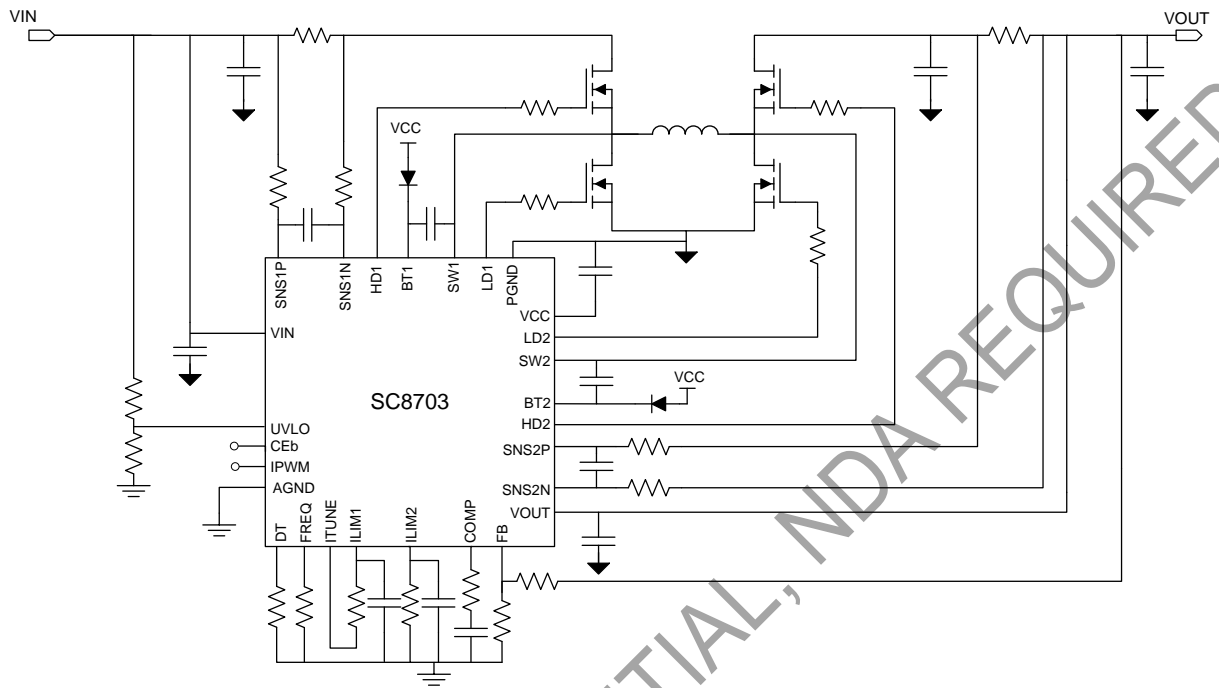 VIN
VOUT
VCC
SNS1P
SNS1N
HD1
BT1
SW1
LD1
PGND
VCC
VIN
LD2
SW2
VCC
SC8703
BT2
HD2
UVLO
CEb
SNS2P
IPWM
AGND
SNS2N
VOUT
DT
FREQ
ITUNE
ILIM1
ILIM2
COMP
FB
TIAL, NDA REQUIRED